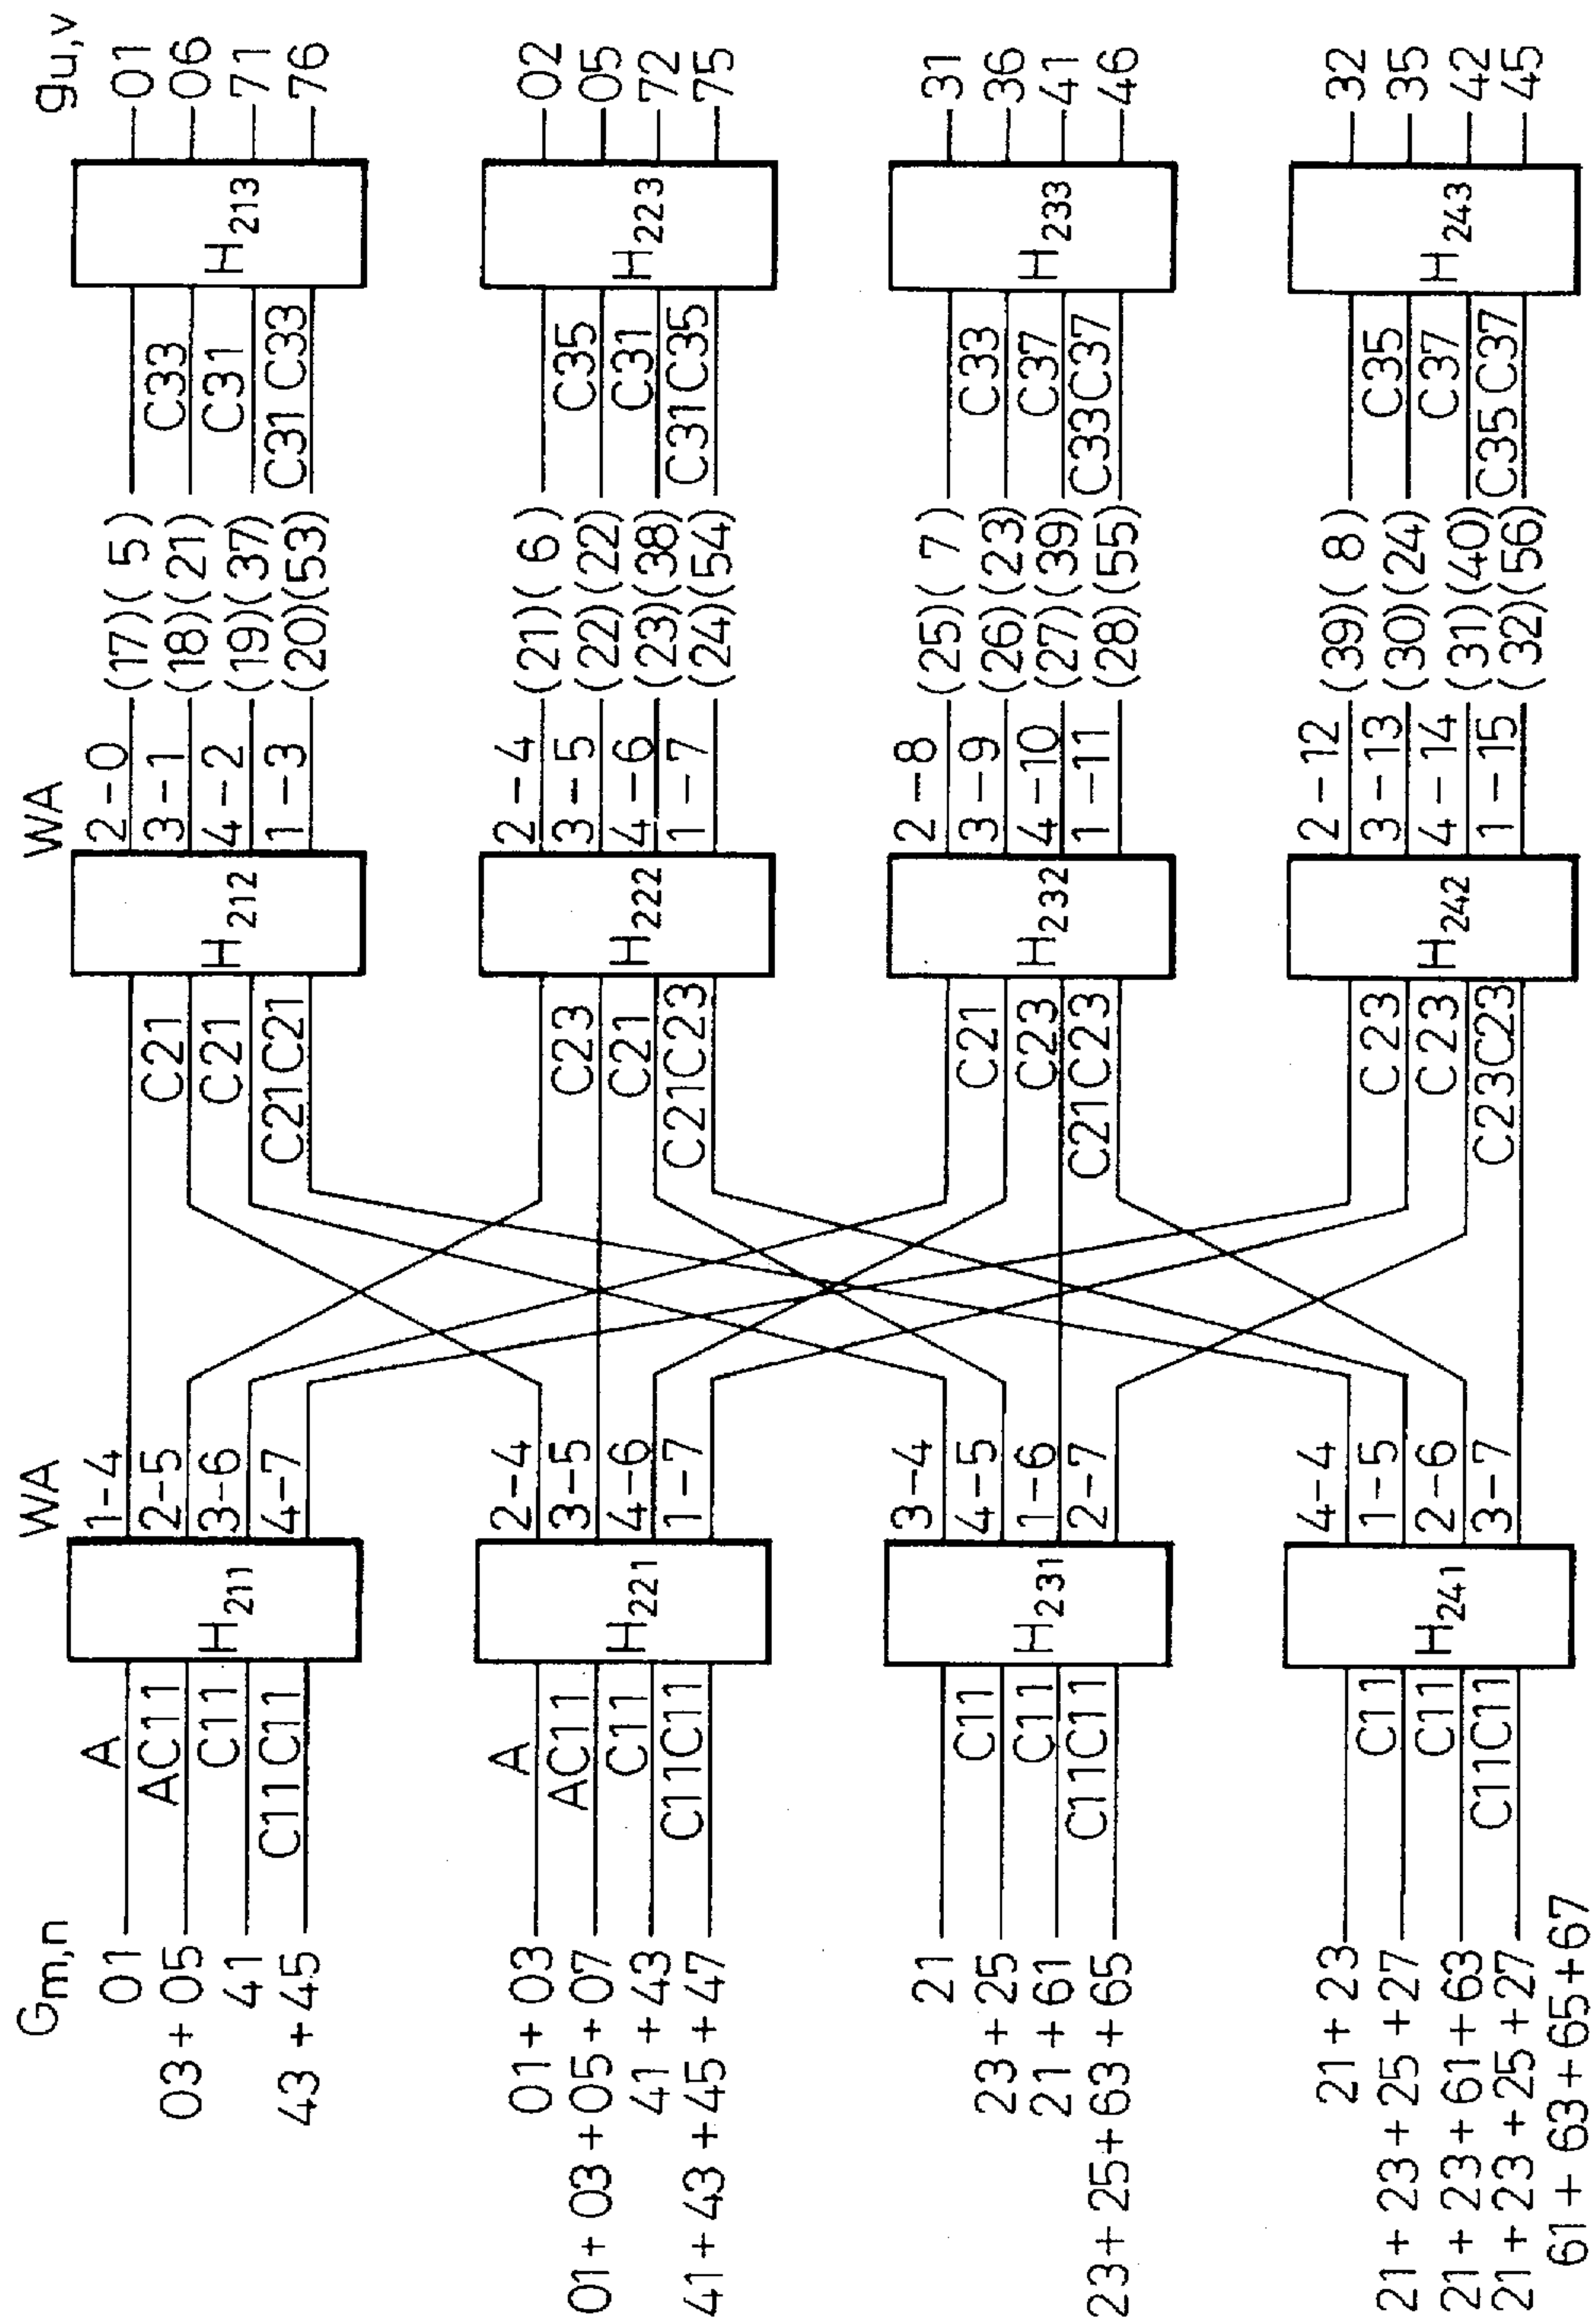 Gm,n WA WA gu,v
01 A 1-4 2-0 (17)(5) 01
03+05 AC11 2-5 C21 3-1 (18)(21) C33 06
41 C11 3-6 C21 4-2 (19)(37) C31 71
43+45 C11C11 4-7 C21C21 1-3 (20)(53) C31C33 76
H211 H212 H213
01+03 A 2-4 2-4 (21)(6) 02
01+03+05+07 AC11 3-5 C23 3-5 (22)(22) C35 05
41+43 C11 4-6 C21 4-6 (23)(38) C31 72
41+43+45+47 C11C11 1-7 C21C23 1-7 (24)(54) C31C35 75
H221 H222 H223
21 3-4 2-8 (25)(7) 31
23+25 C11 4-5 C21 3-9 (26)(23) C33 36
21+61 C11 1-6 C23 4-10 (27)(39) C37 41
23+25+63+65 C11C11 2-7 C21C23 1-11 (28)(55) C33C37 46
H231 H232 H233
21+23 4-4 2-12 (39)(8) 32
21+23+25+27 C11 1-5 C23 3-13 (30)(24) C35 35
21+23+61+63 C11 2-6 C23 4-14 (31)(40) C37 42
21+23+25+27 C11C11 3-7 C23C23 1-15 (32)(56) C35C37 45
61+63+65+67
H241 H242 H243